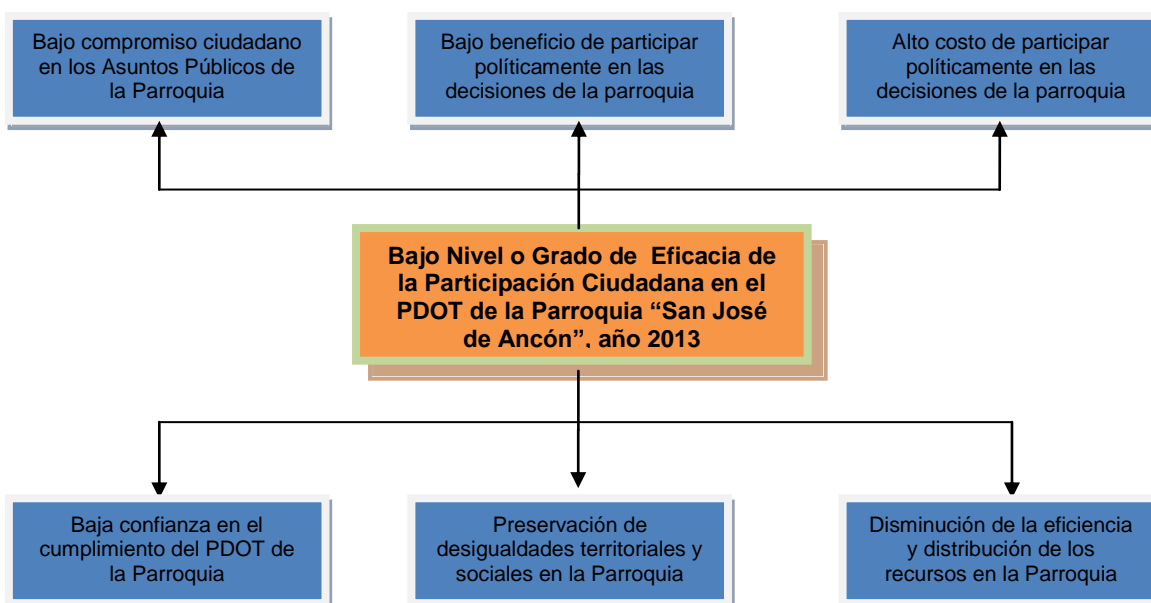 Bajo compromiso ciudadano
en los Asuntos Públicos de
la Parroquia
Bajo beneficio de participar
políticamente en las
decisiones de la parroquia
Alto costo de participar
políticamente en las
decisiones de la parroquia
Bajo Nivel o Grado de Eficacia de
la Participación Ciudadana en el
PDOT de la Parroquia “San José
de Ancón”, año 2013
Baja confianza en el
cumplimiento del PDOT de
la Parroquia
Preservación de
desigualdades territoriales y
sociales en la Parroquia
Disminución de la eficiencia
y distribución de los
recursos en la Parroquia